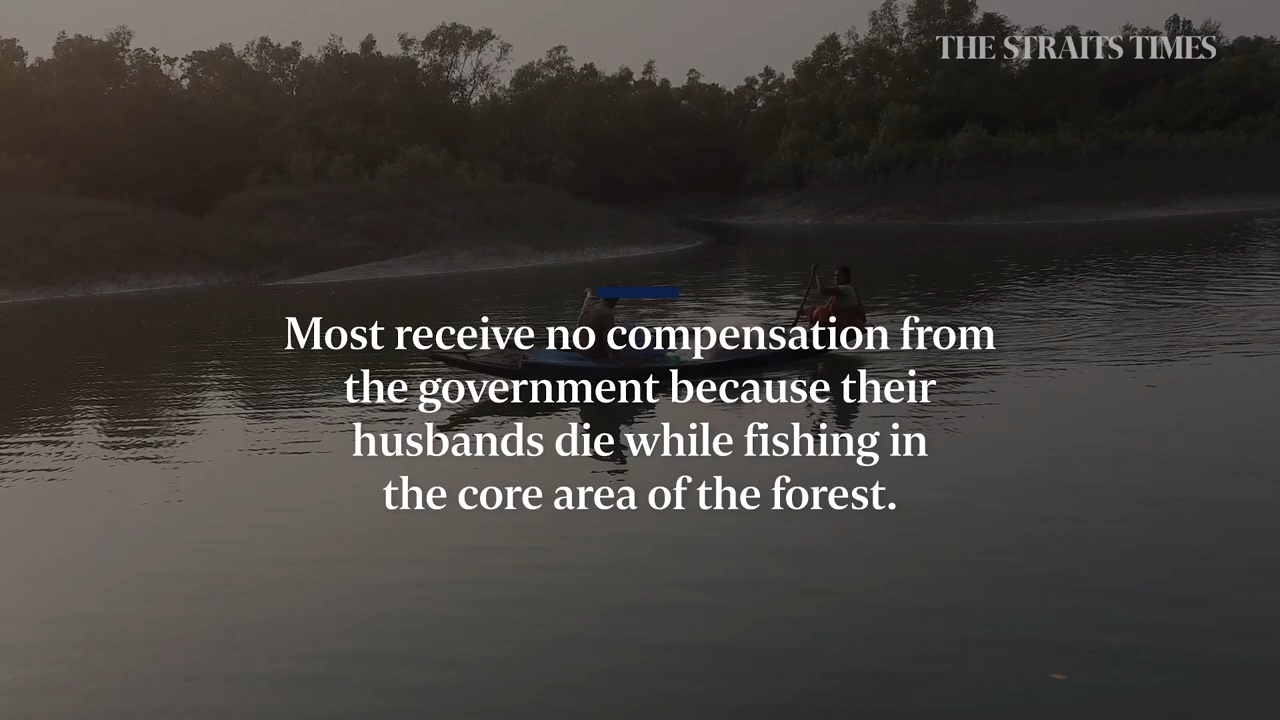 THE STRAITS TIMES
Most receive no compensation from
the government because their
husbands die while fishing in
the core area of the forest.